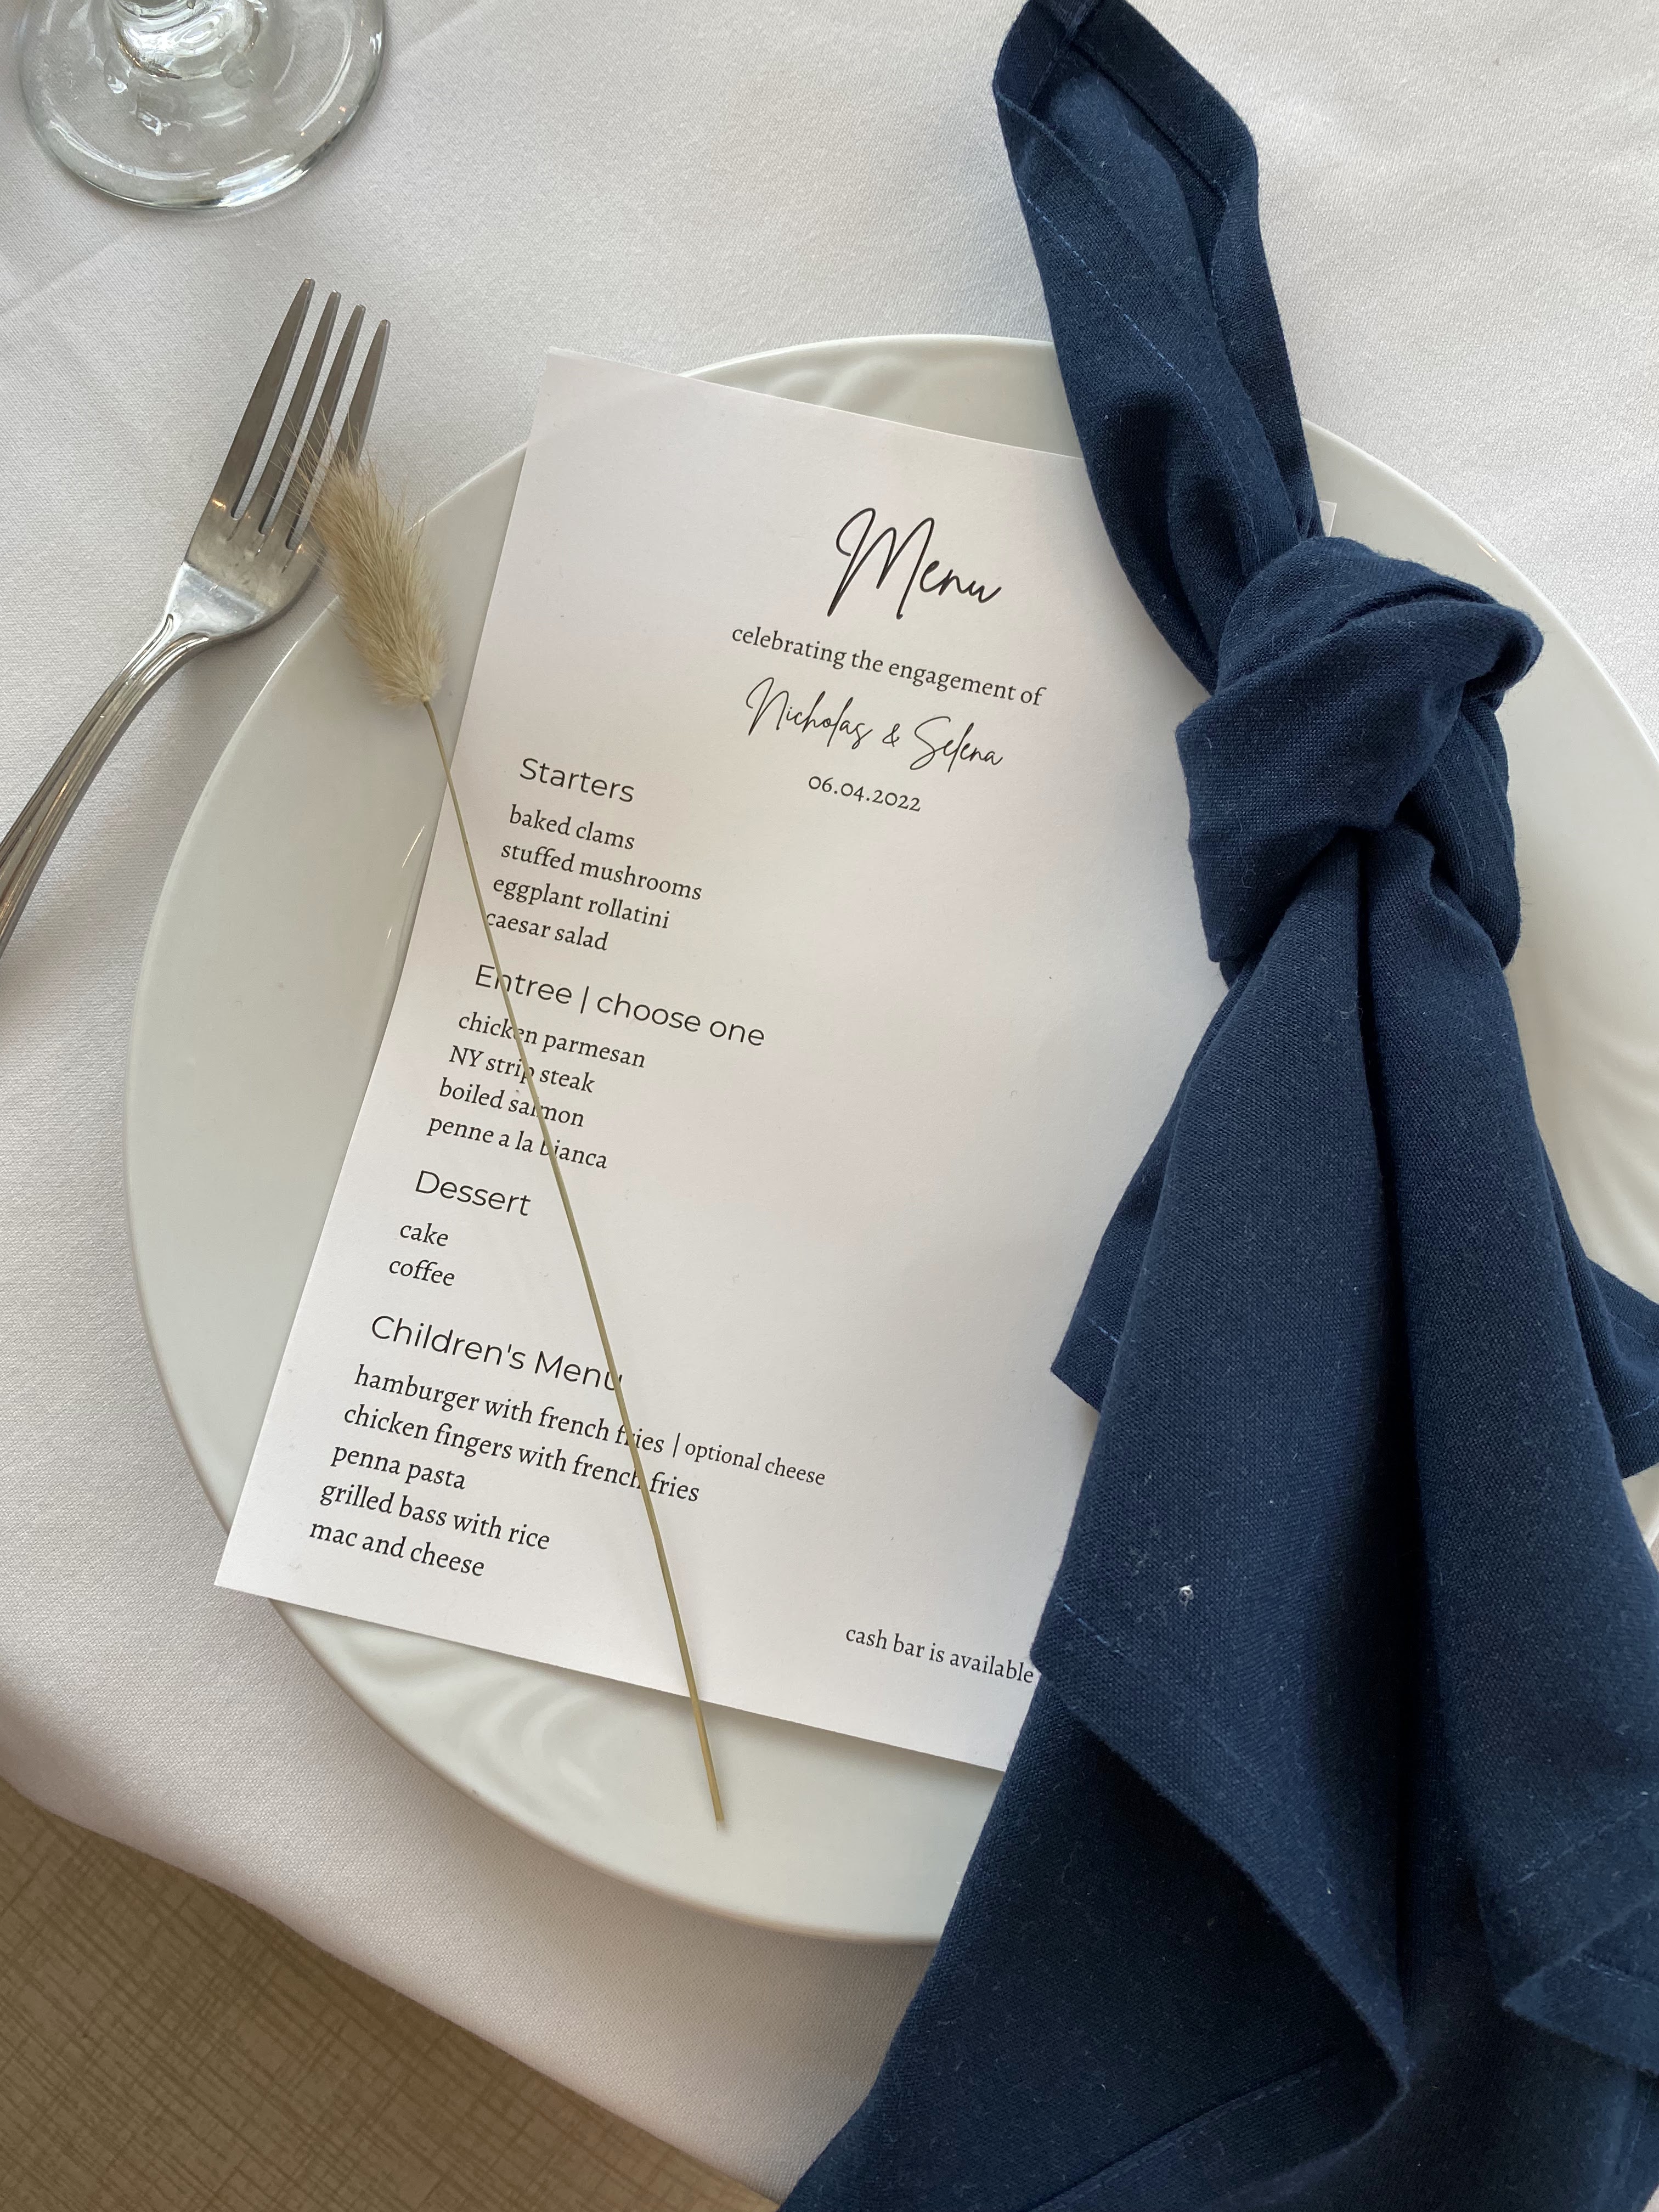 Menu
celebrating the engagement of
Nicholas & Selena
06.04.2022
Starters
baked clams
stuffed mushrooms
eggplant rollatini
caesar salad
Entree | choose one
chicken parmesan
NY strip steak
boiled salmon
penne a la bianca
Dessert
cake
coffee
Children's Menu
hamburger with french fries | optional cheese
chicken fingers with french fries
penna pasta
grilled bass with rice
mac and cheese
cash bar is available